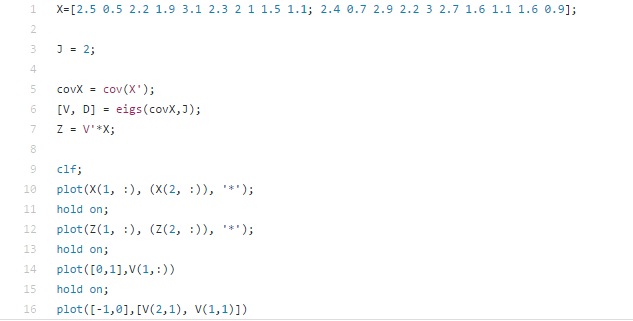 1 X=[2.5 0.5 2.2 1.9 3.1 2.3 2 1 1.5 1.1; 2.4 0.7 2.9 2.2 3 2.7 1.6 1.1 1.6 0.9];
2
3 J = 2;
4
5 covX = cov(X');
6 [V, D] = eigs(covX,J);
7 Z = V'*X;
8
9 clf;
10 plot(X(1, :), (X(2, :)), '*');
11 hold on;
12 plot(Z(1, :), (Z(2, :)), '*');
13 hold on;
14 plot([0,1],V(1,:))
15 hold on;
16 plot([-1,0],[V(2,1), V(1,1)])